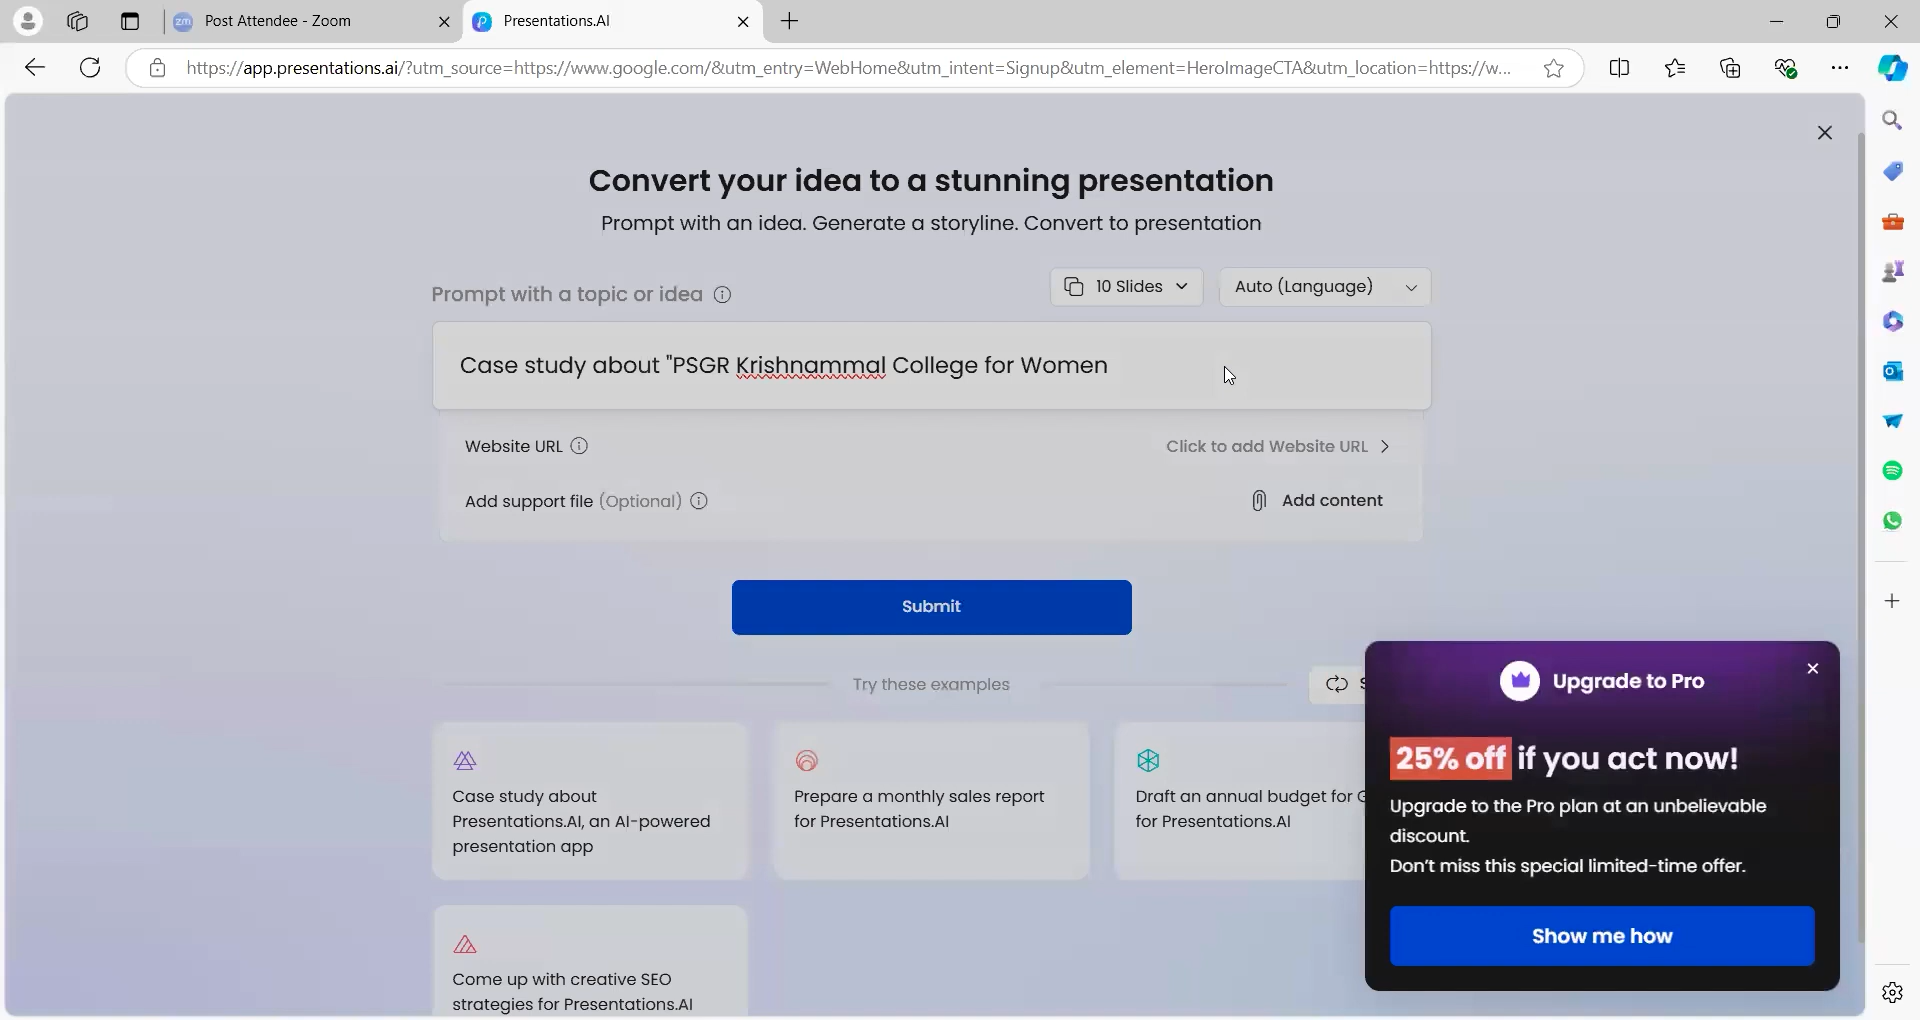 Post Attendee - Zoom
Presentations.AI
https://app.presentations.ai/?utm_source=https://www.google.com/&utm_entry=WebHome&utm_intent=Signup&utm_element=HeroImageCTA&utm_location=https://w...
Convert your idea to a stunning presentation
Prompt with an idea. Generate a storyline. Convert to presentation
Prompt with a topic or idea
10 Slides
Auto (Language)
Case study about "PSGR Krishnammal College for Women
Website URL
Click to add Website URL
Add support file (Optional)
Add content
Submit
Try these examples
Upgrade to Pro
25% off if you act now!
Upgrade to the Pro plan at an unbelievable
discount.
Don't miss this special limited-time offer.
Show me how
Case study about
Presentations.AI, an AI-powered
presentation app
Prepare a monthly sales report
for Presentations.AI
Draft an annual budget for
for Presentations.AI
Come up with creative SEO
strategies for Presentations.AI